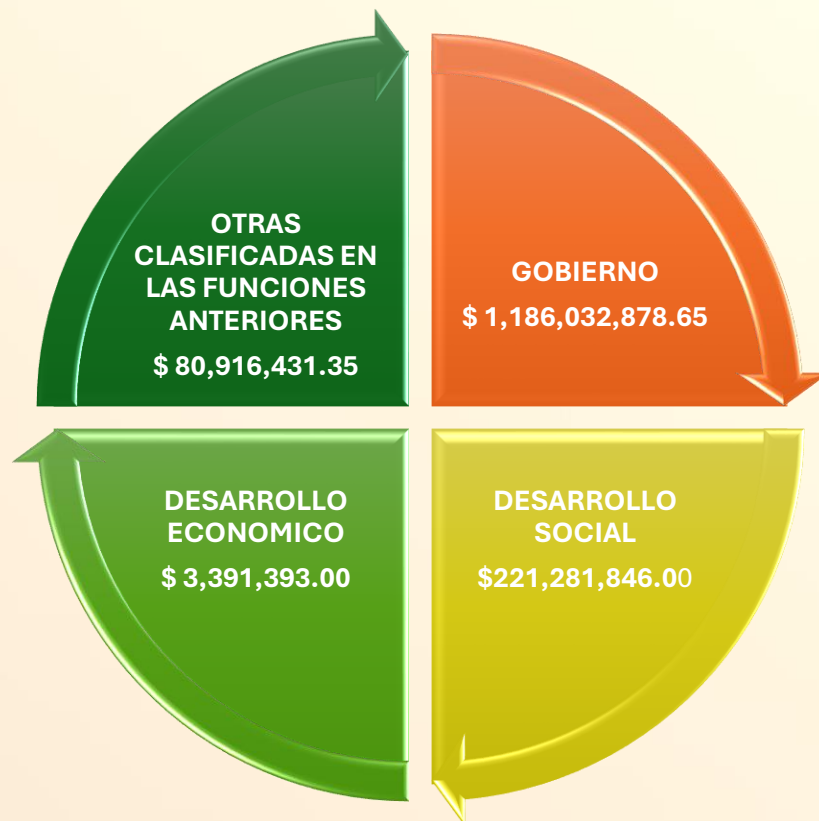 OTRAS
CLASIFICADAS EN
LAS FUNCIONES
ANTERIORES
$ 80,916,431.35
GOBIERNO
$ 1,186,032,878.65
DESARROLLO
ECONOMICO
$ 3,391,393.00
DESARROLLO
SOCIAL
$221,281,846.00